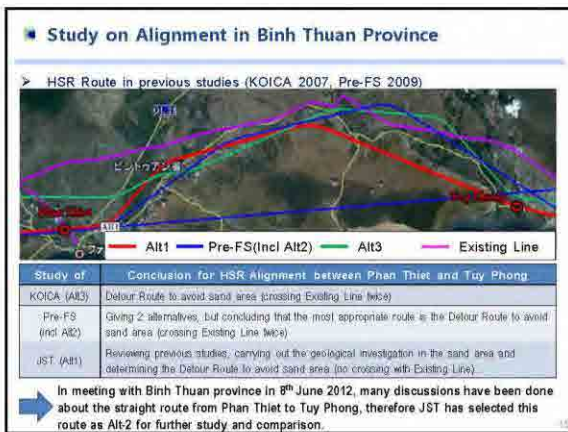 Study on Alignment in Binh Thuan Province
HSR Route in previous studies (KOICA 2007, Pre-FS 2009)
Alt1
Alt1 Pre-FS(Incl Alt2) Alt3 Existing Line
Study of Conclusion for HSR Alignment between Phan Thiet and Tuy Phong
KOICA (Alt3) Detour Route to avoid sand area (crossing Existing Line twice)
Pre-FS (incl Alt2) Giving 2 alternatives, but concluding that the most appropriate route is the Detour Route to avoid
sand area (crossing Existing Line twice)
JST (Alt1) Reviewing previous studies, carrying out the geological investigation in the sand area and
determining the Detour Route to avoid sand area (no crossing with Existing Line)
In meeting with Binh Thuan province in 8th June 2012, many discussions have been done
about the straight route from Phan Thiet to Tuy Phong, therefore JST has selected this
route as Alt-2 for further study and comparison.